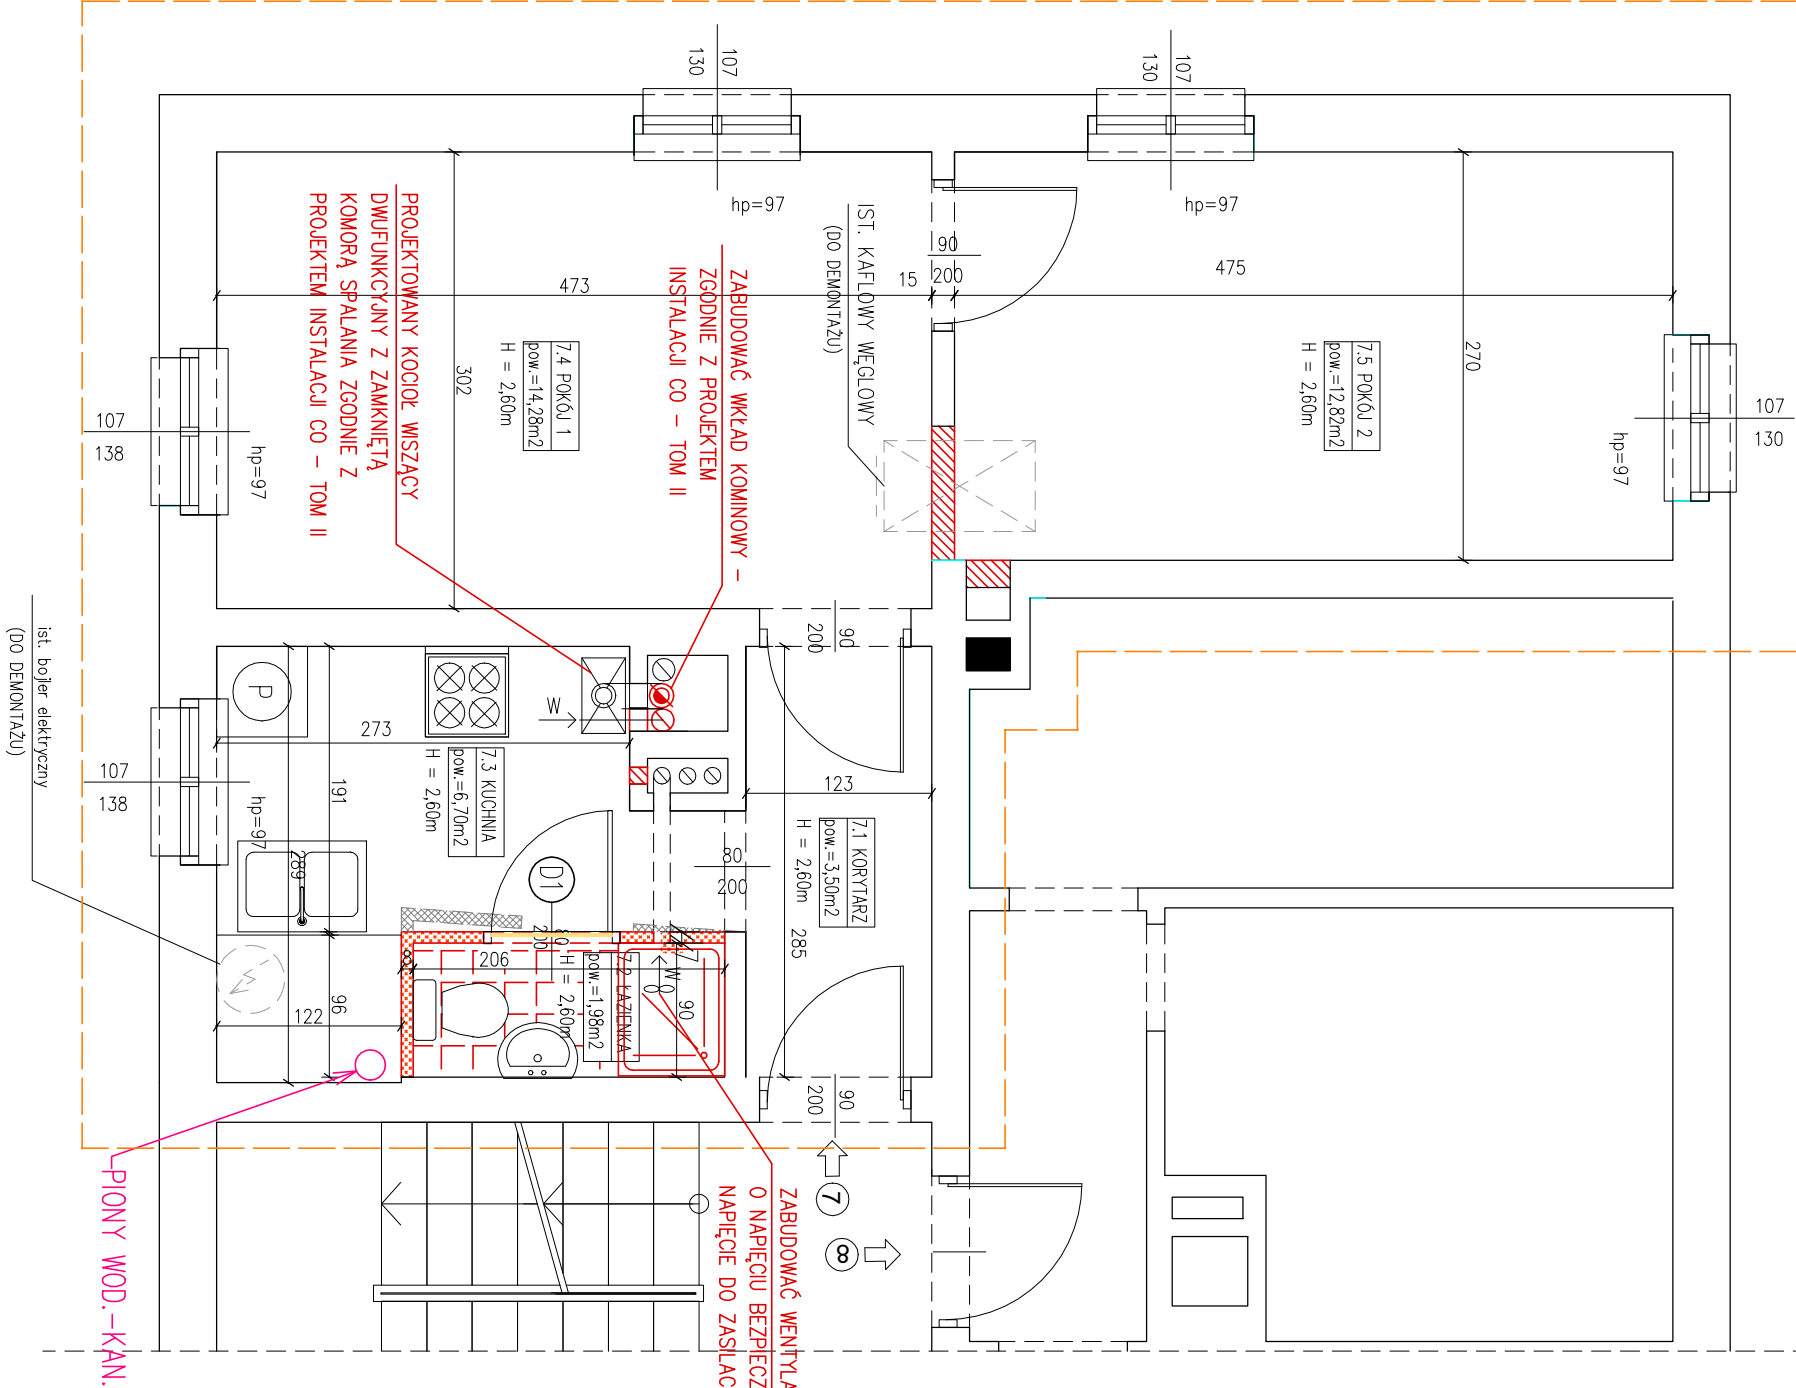 107
130
hp=97
107
130
hp=97
107
130
hp=97
107
138
hp=97
107
138
hp=97
473
15
475
302
270
90
200
IST. KAFLOWY WĘGLOWY
(DO DEMONTAŻU)
ZABUDOWAĆ WKŁAD KOMINOWY –
ZGODNIE Z PROJEKTEM
INSTALACJI CO – TOM II
PROJEKTOWANY KOCIOŁ WISZĄCY
DWUFUNKCYJNY Z ZAMKNIĘTĄ
KOMORĄ SPALANIA ZGODNIE Z
PROJEKTEM INSTALACJI CO – TOM II
7.4 POKÓJ 1
pow.=14,28m2
H = 2,60m
7.5 POKÓJ 2
pow.=12,82m2
H = 2,60m
90
200
P
W
273
123
191
289
7.3 KUCHNIA
pow.=6,70m2
H = 2,60m
7.1 KORYTARZ
pow.=3,50m2
H = 2,60m
80
200
285
D1
80
200
206
8
W
90
96
122
7.2 ŁAZIENKA
pow.=1,98m2
H = 2,60m
90
200
ist. bojler elektryczny
(DO DEMONTAŻU)
PIONY WOD.–KAN.
7
8
ZABUDOWAĆ WENTYLA
O NAPIĘCIU BEZPIECZ
NAPIĘCIE DO ZASILAC